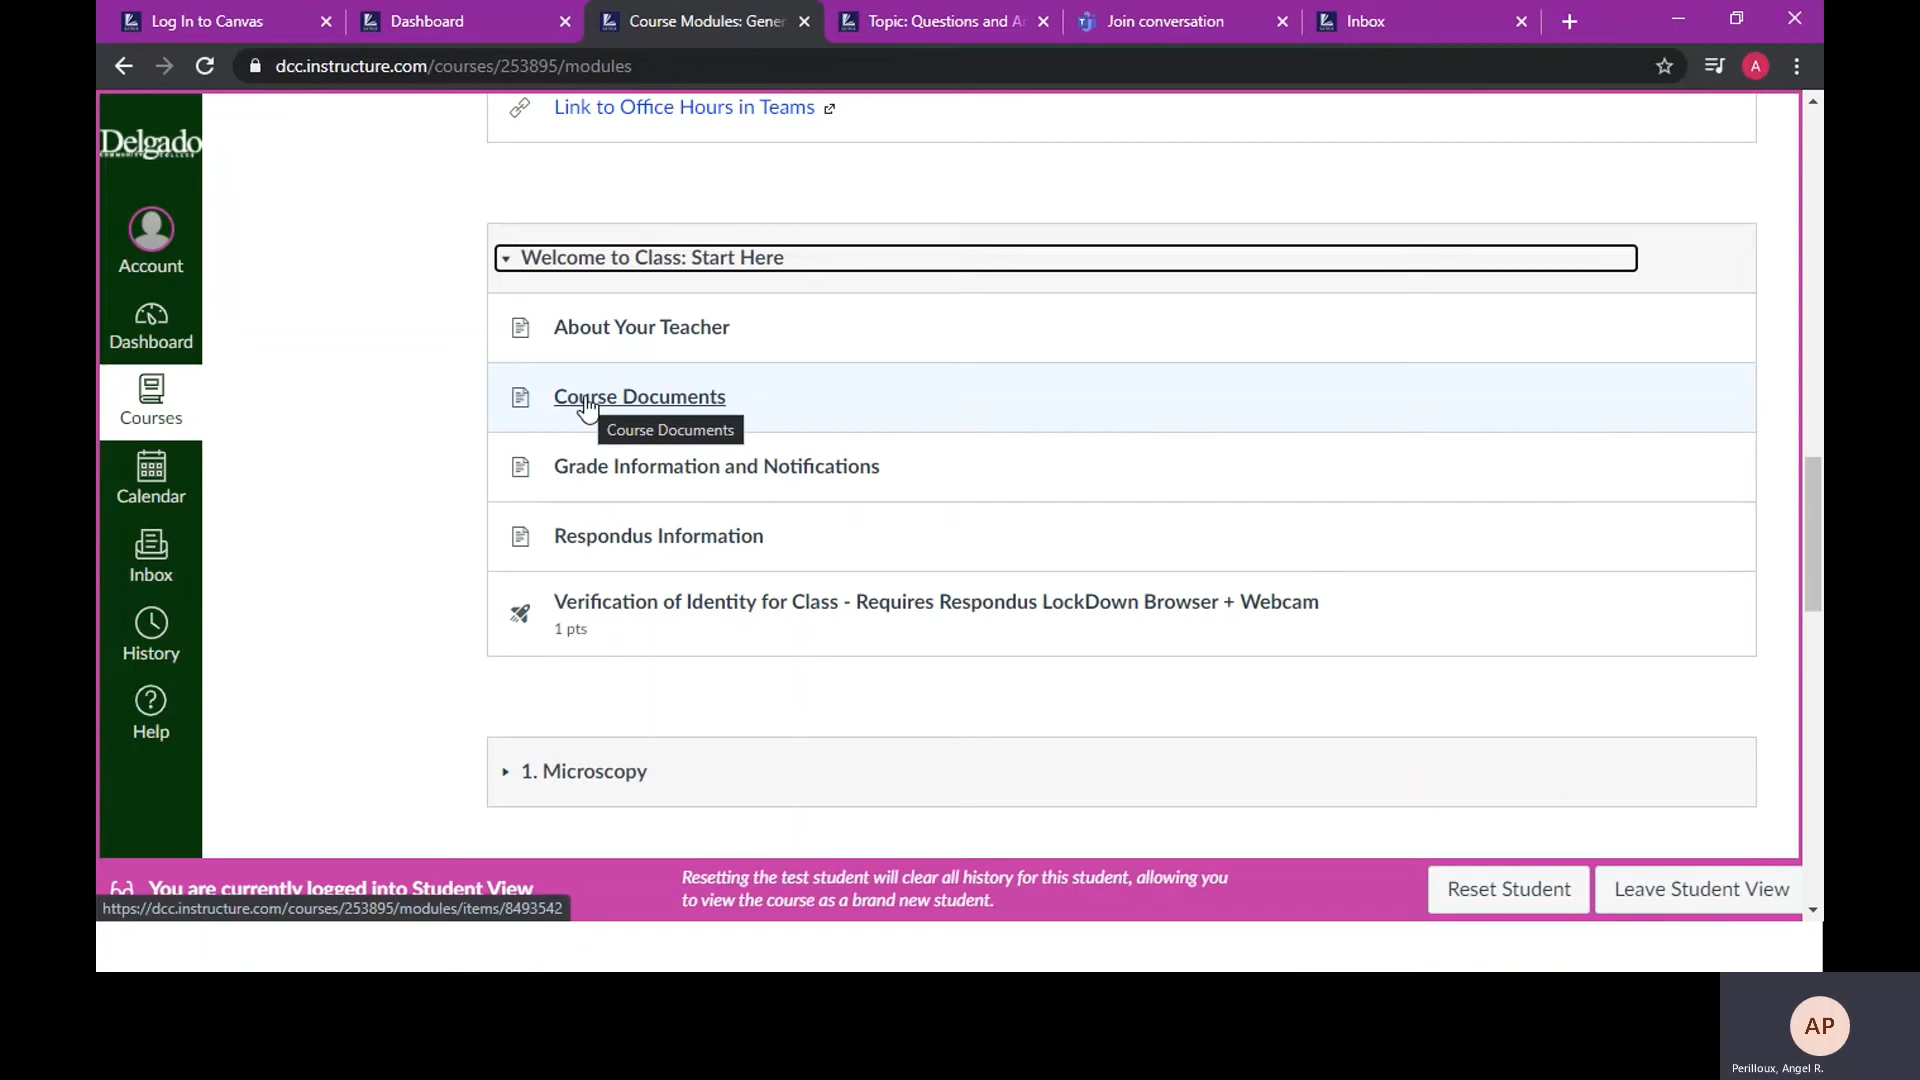 Log In to Canvas
Dashboard
Course Modules: Gener
Topic: Questions and A
Join conversation
Inbox
dcc.instructure.com/courses/253895/modules
A
Delgado
COMMUNITY COLLEGE
Account
Dashboard
Courses
Calendar
Inbox
History
Help
Link to Office Hours in Teams
Welcome to Class: Start Here
About Your Teacher
Course Documents
Course Documents
Grade Information and Notifications
Respondus Information
Verification of Identity for Class - Requires Respondus LockDown Browser + Webcam
1 pts
1. Microscopy
You are currently logged into Student View
Resetting the test student will clear all history for this student, allowing you
to view the course as a brand new student.
Reset Student
Leave Student View
https://dcc.instructure.com/courses/253895/modules/items/8493542
AP
Perilloux, Angel R.